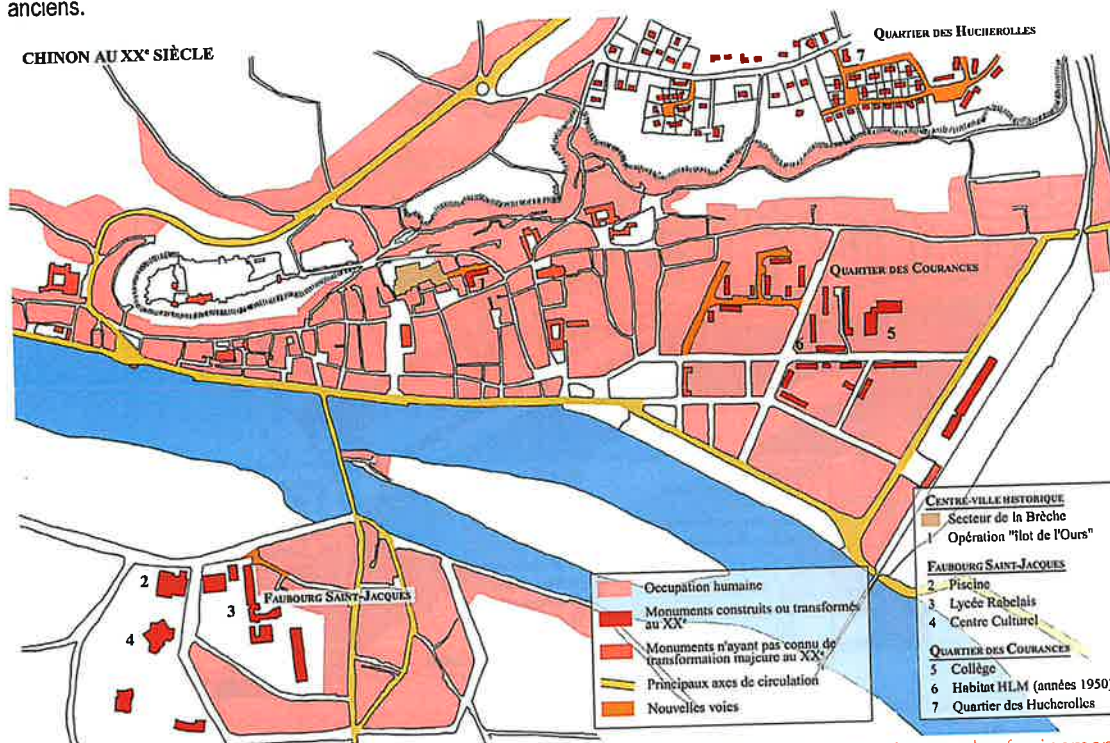 anciens.
CHINON AU XXe SIÈCLE
QUARTIER DES HUCHEROLLES
7
QUARTIER DES COURANCES
6
5
2
3
FAUBOURG SAINT-JACQUES
4
Occupation humaine
Monuments construits ou transformés
au XXe
Monuments n'ayant pas connu de
transformation majeure au XXe
Principaux axes de circulation
Nouvelles voies
CENTRE-VILLE HISTORIQUE
Secteur de la Brèche
1 Opération "îlot de l'Ours"
FAUBOURG SAINT-JACQUES
2 Piscine
3 Lycée Rabelais
4 Centre Culturel
QUARTIER DES COURANCES
5 Collège
6 Habitat HLM (années 1950)
7 Quartier des Hucherolles